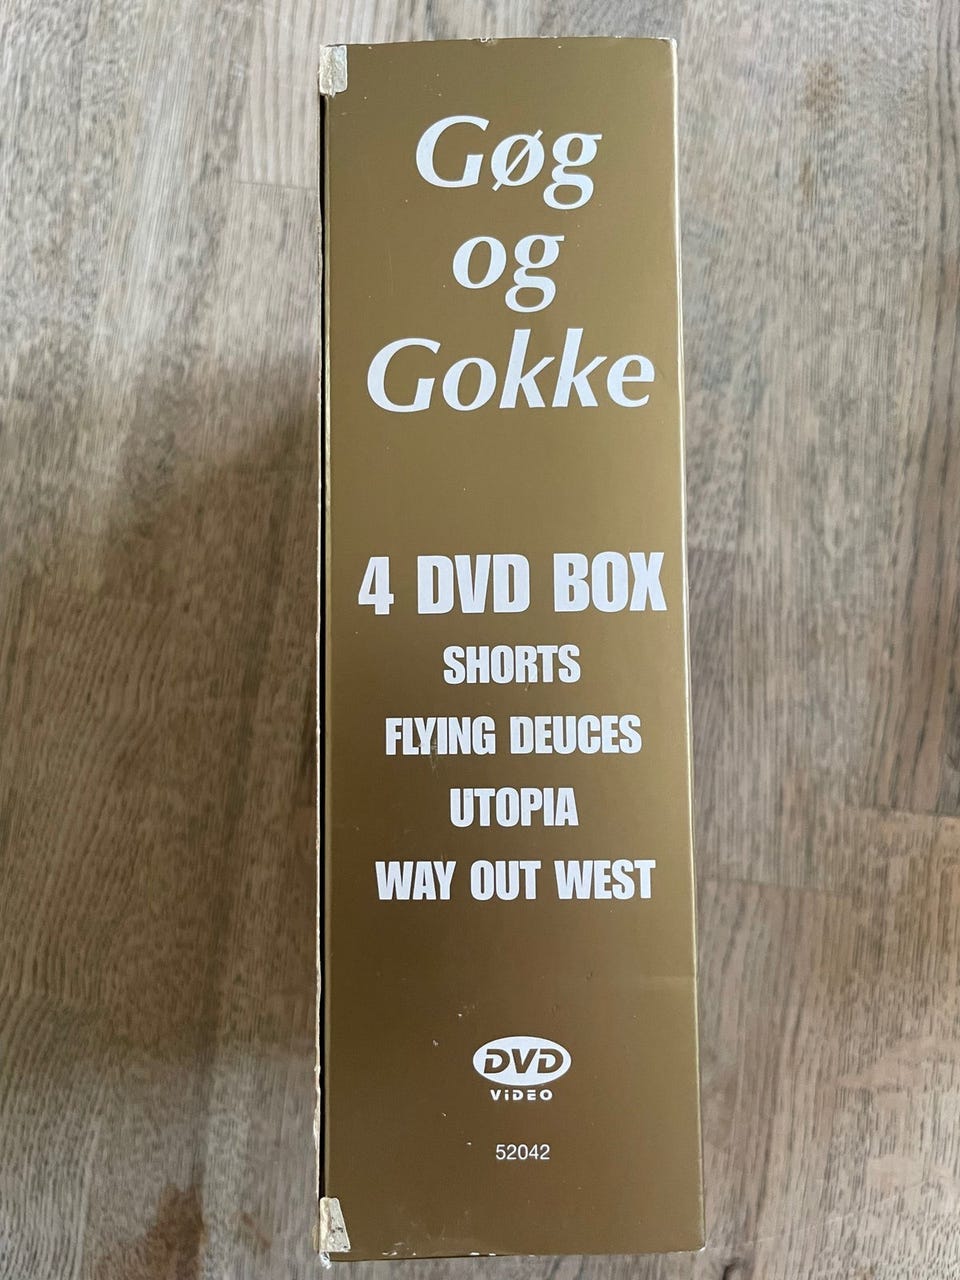 Gøg
og
Gokke
4 DVD BOX
SHORTS
FLYING DEUCES
UTOPIA
WAY OUT WEST
DVD
VIDEO
52042